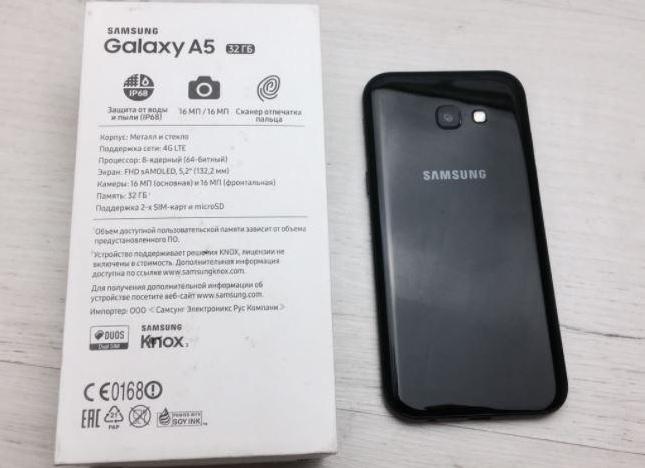 SAMSUNG
Galaxy A5 32 ГБ
IP68
Защита от воды
и пыли (IP68)
16 МП / 16 МП
Сканер отпечатка
пальца
Корпус: Металл и стекло
Поддержка сети: 4G LTE
Процессор: 8-ядерный (64-битный)
Экран: FHD sAMOLED, 5,2" (132,2 мм)
Камеры: 16 МП (основная) и 16 МП (фронтальная)
Память: 32 ГБ
Поддержка 2-х SIM-карт и microSD
Объем доступной пользовательской памяти зависит от объема
предустановленного ПО.
Устройство поддерживает решения KNOX, лицензии не
включены в стоимость. Дополнительная информация
доступна по ссылке www.samsungknox.com.
Для получения дополнительной информации об
устройстве посетите веб-сайт www.samsung.com.
Импортер: ООО <Самсунг Электроникс Рус Компани>
DUOS
Dual SIM
SAMSUNG
Knox
CE0168
EAC
21
PAP
PRINTED WITH
SOY INK
SAMSUNG